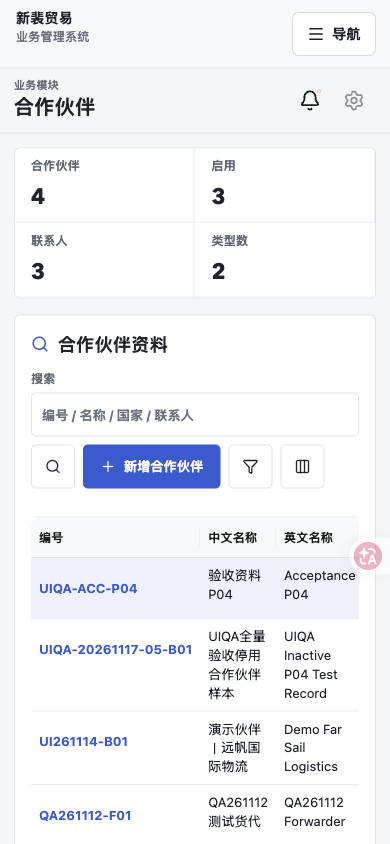 新裴贸易
业务管理系统
导航
业务模块
合作伙伴
合作伙伴
4
启用
3
联系人
3
类型数
2
合作伙伴资料
搜索
编号 / 名称 / 国家 / 联系人
新增合作伙伴
编号 中文名称 英文名称
UIQA-ACC-P04
验收资料
P04
Acceptance
P04
UIQA-20261117-05-B01
UIQA全量
验收停用
合作伙伴
样本
UIQA
Inactive
P04 Test
Record
UI261114-B01
演示伙伴
| 远帆国
际物流
Demo Far
Sail
Logistics
QA261112-F01
QA261112
测试货代
QA261112
Forwarder